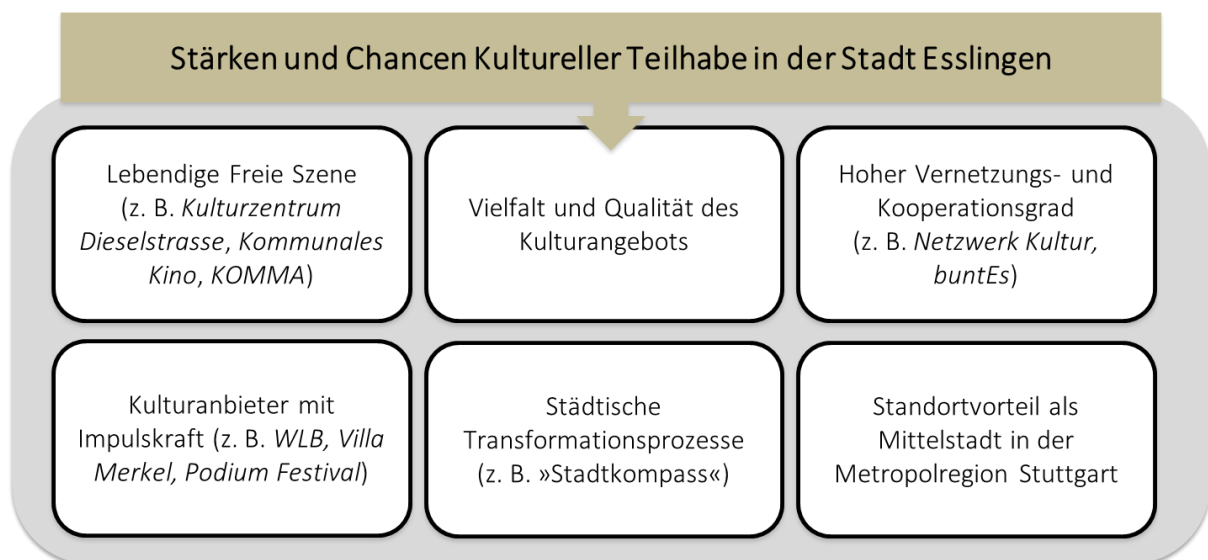 Stärken und Chancen Kultureller Teilhabe in der Stadt Esslingen
Lebendige Freie Szene
(z. B. Kulturzentrum
Dieselstrasse, Kommunales
Kino, KOMMA)
Vielfalt und Qualität des
Kulturangebots
Hoher Vernetzungs- und
Kooperationsgrad
(z. B. Netzwerk Kultur,
buntEs)
Kulturanbieter mit
Impulskraft (z. B. WLB, Villa
Merkel, Podium Festival)
Städtische
Transformationsprozesse
(z. B. »Stadtkompass«)
Standortvorteil als
Mittelstadt in der
Metropolregion Stuttgart